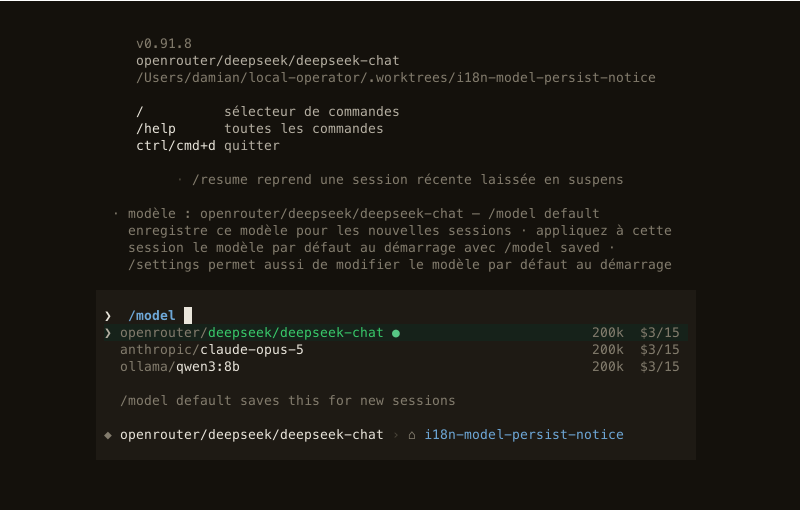 v0.91.8
openrouter/deepseek/deepseek-chat
/Users/damian/local-operator/.worktrees/i18n-model-persist-notice
/ sélecteur de commandes
/help toutes les commandes
ctrl/cmd+d quitter
· /resume reprend une session récente laissée en suspens
· modèle : openrouter/deepseek/deepseek-chat — /model default
enregistre ce modèle pour les nouvelles sessions · appliquez à cette
session le modèle par défaut au démarrage avec /model saved ·
/settings permet aussi de modifier le modèle par défaut au démarrage
❯ /model
❯ openrouter/deepseek/deepseek-chat ● 200k $3/15
anthropic/claude-opus-5 200k $3/15
ollama/qwen3:8b 200k $3/15
/model default saves this for new sessions
◆ openrouter/deepseek/deepseek-chat › ⌂ i18n-model-persist-notice